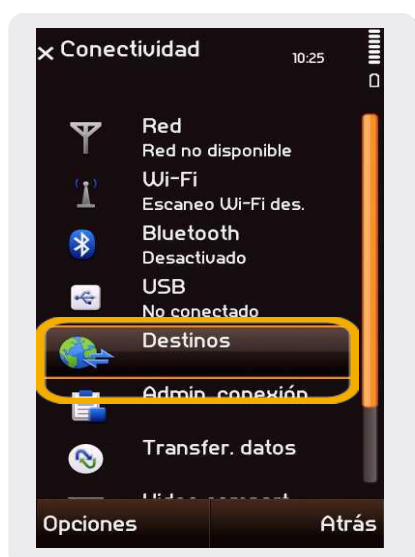 Conectividad
10:25
Red
Red no disponible
Wi-Fi
Escaneo Wi-Fi des.
Bluetooth
Desactivado
USB
No conectado
Destinos
Admin. conexión
Transfer. datos
Opciones
Atrás